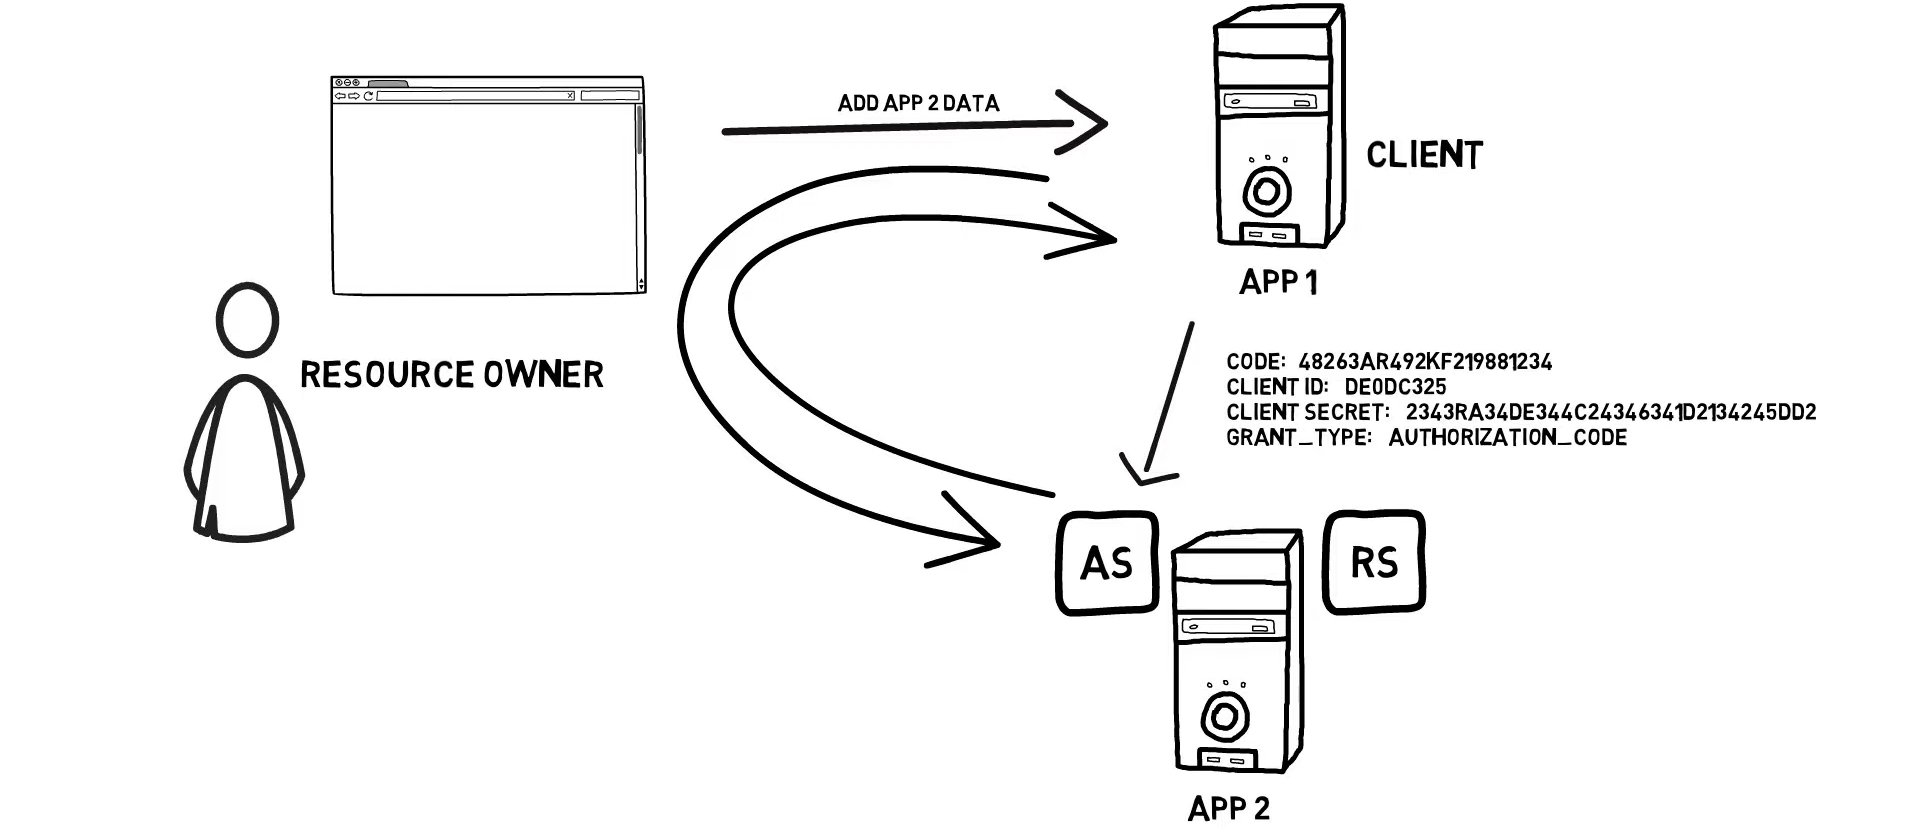 ADD APP 2 DATA
CLIENT
APP 1
RESOURCE OWNER
CODE: 48263AR492KF219881234
CLIENT ID: DE0DC325
CLIENT SECRET: 2343RA34DE344C24346341D2134245DD2
GRANT_TYPE: AUTHORIZATION_CODE
AS
RS
APP 2